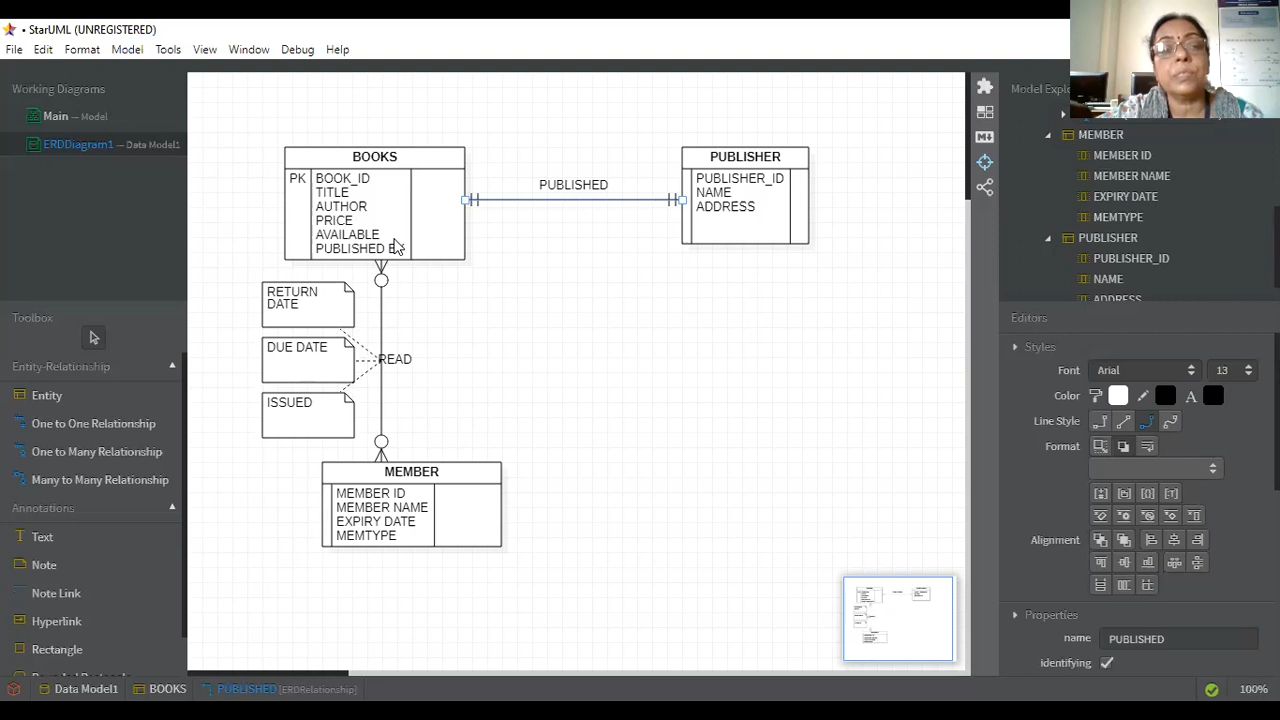 • StarUML (UNREGISTERED)
File Edit Format Model Tools View Window Debug Help
Working Diagrams
Main — Model
ERDDiagram1 — Data Model1
Toolbox
Entity-Relationship
Entity
One to One Relationship
One to Many Relationship
Many to Many Relationship
Annotations
Text
Note
Note Link
Hyperlink
Rectangle
BOOKS
PK BOOK_ID
TITLE
AUTHOR
PRICE
AVAILABLE
PUBLISHED
PUBLISHED
PUBLISHER
PUBLISHER_ID
NAME
ADDRESS
RETURN
DATE
DUE DATE
ISSUED
READ
MEMBER
MEMBER ID
MEMBER NAME
EXPIRY DATE
MEMTYPE
Model
MEMBER
MEMBER ID
MEMBER NAME
EXPIRY DATE
MEMTYPE
PUBLISHER
PUBLISHER_ID
NAME
ADDRESS
Editors
Styles
Font Arial 13
Color
Line Style
Format
Alignment
Properties
name PUBLISHED
identifying
Data Model1 BOOKS PUBLISHED [ERDRelationship]
100%